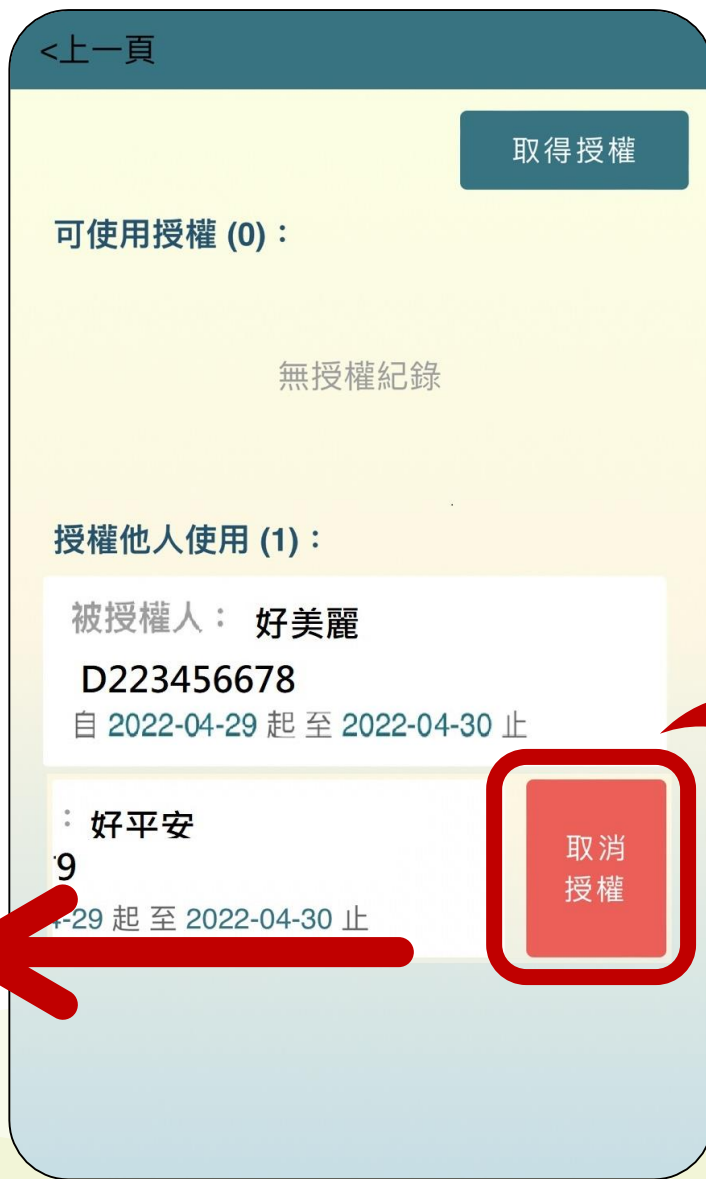 <上一頁
取得授權
可使用授權 (0)：
無授權紀錄
授權他人使用 (1)：
被授權人： 好美麗
D223456678
自 2022-04-29 起 至 2022-04-30 止
： 好平安
9
-29 起 至 2022-04-30 止
取消
授權